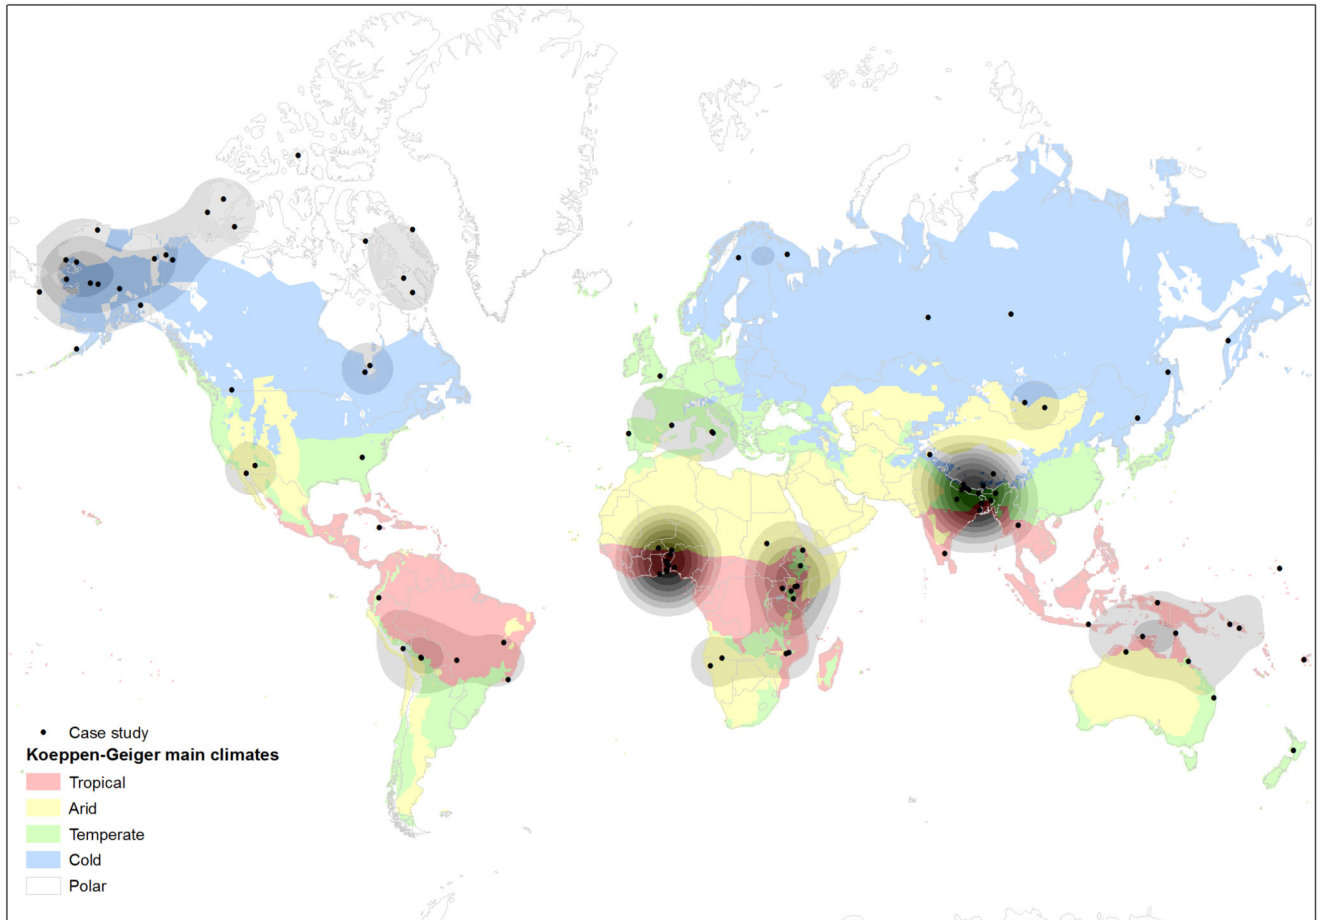 Case study
Koeppen-Geiger main climates
Tropical
Arid
Temperate
Cold
Polar